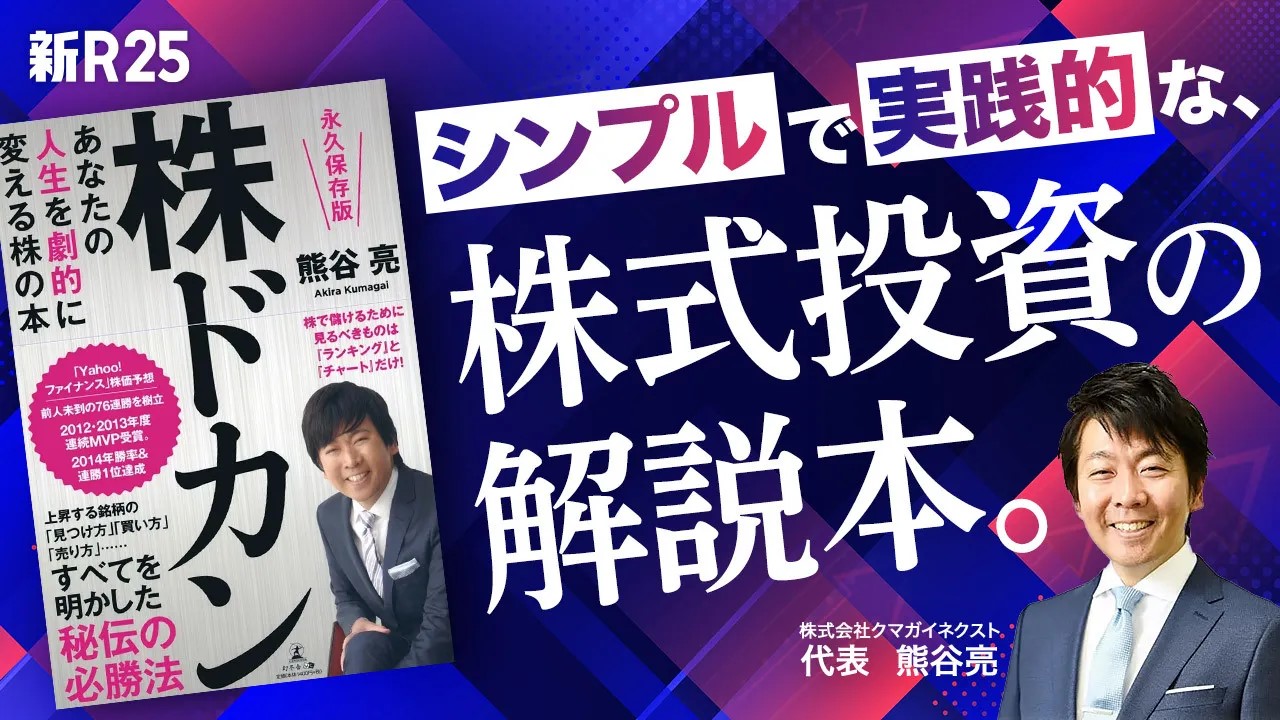 新R25
シンプルで実践的な、
株式投資の
解説本。
株式会社クマガイネクスト
代表 熊谷亮
永久保存版
株ドカン
あなたの
人生を劇的に
変える株の本
熊谷 亮
Akira Kumagai
株で儲けるために
見るべきものは
『ランキング』と
『チャート』だけ!
「Yahoo!
ファイナンス」株価予想
前人未到の76連勝を樹立
2012・2013年度
連続MVP受賞。
2014年勝率&
連勝1位達成
上昇する銘柄の
「見つけ方」「買い方」
「売り方」……
すべてを
明かした
秘伝の
必勝法